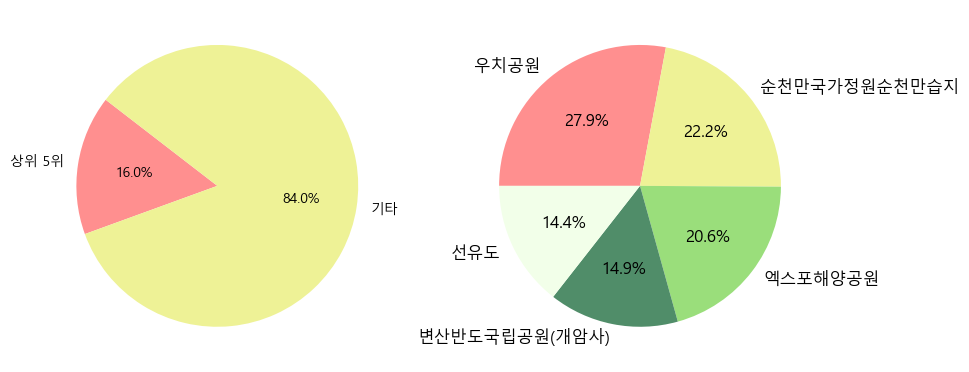 상위 5위
16.0%
84.0%
기타
우치공원
27.9%
순천만국가정원순천만습지
22.2%
선유도
14.4%
20.6%
엑스포해양공원
14.9%
변산반도국립공원(개암사)